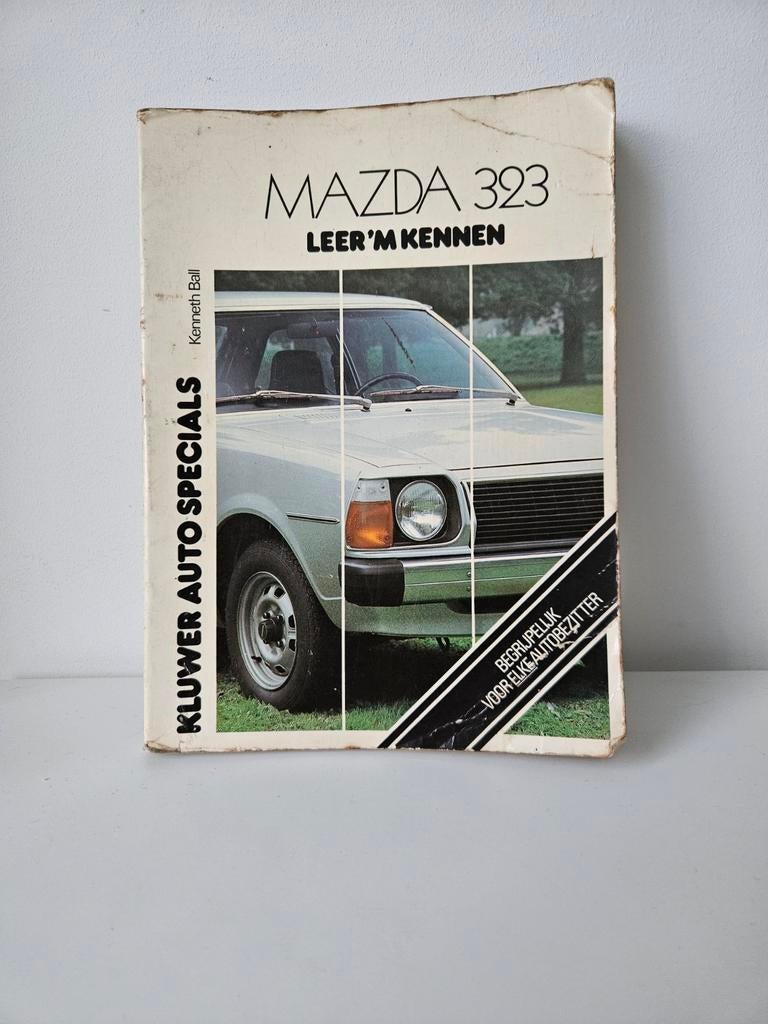 MAZDA 323
LEER 'M KENNEN
Kenneth Ball
KLUWER AUTO SPECIALS
BEGRIJPELIJK
VOOR ELKE AUTOBEZITTER